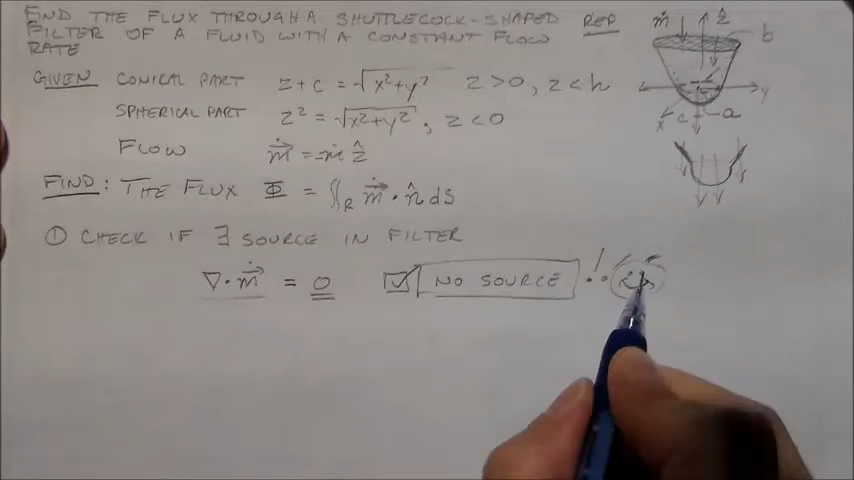 FIND THE FLUX THROUGH A SHUTTLECOCK-SHAPED REP
FILTER OF A FLUID WITH A CONSTANT FLOW
RATE
GIVEN CONICAL PART z + c = √x²+y² z>0, z<h
SPHERICAL PART z² = √x²+y², z<0
FLOW ṁ⃗ = -ṁ ẑ
FIND: THE FLUX Φ = ∬_R ṁ⃗ · n̂ dS
① CHECK IF ∃ SOURCE IN FILTER
∇·ṁ⃗ = 0 ☑ NO SOURCE !
ṁ ẑ
b
y
x c a